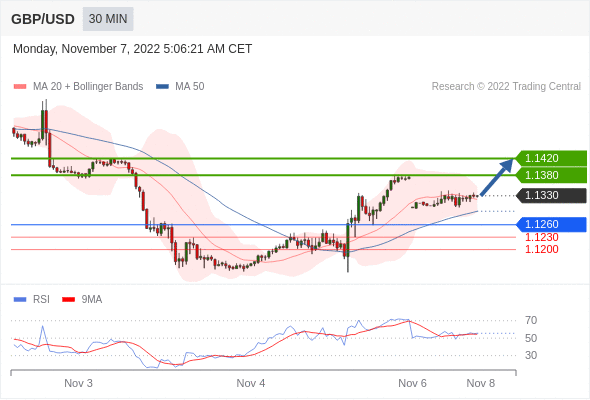 GBP/USD 30 MIN
Monday, November 7, 2022 5:06:21 AM CET
MA 20 + Bollinger Bands MA 50 Research © 2022 Trading Central
1.1420
1.1380
1.1330
1.1260
1.1230
1.1200
RSI 9MA
70
50
30
Nov 3 Nov 4 Nov 6 Nov 8